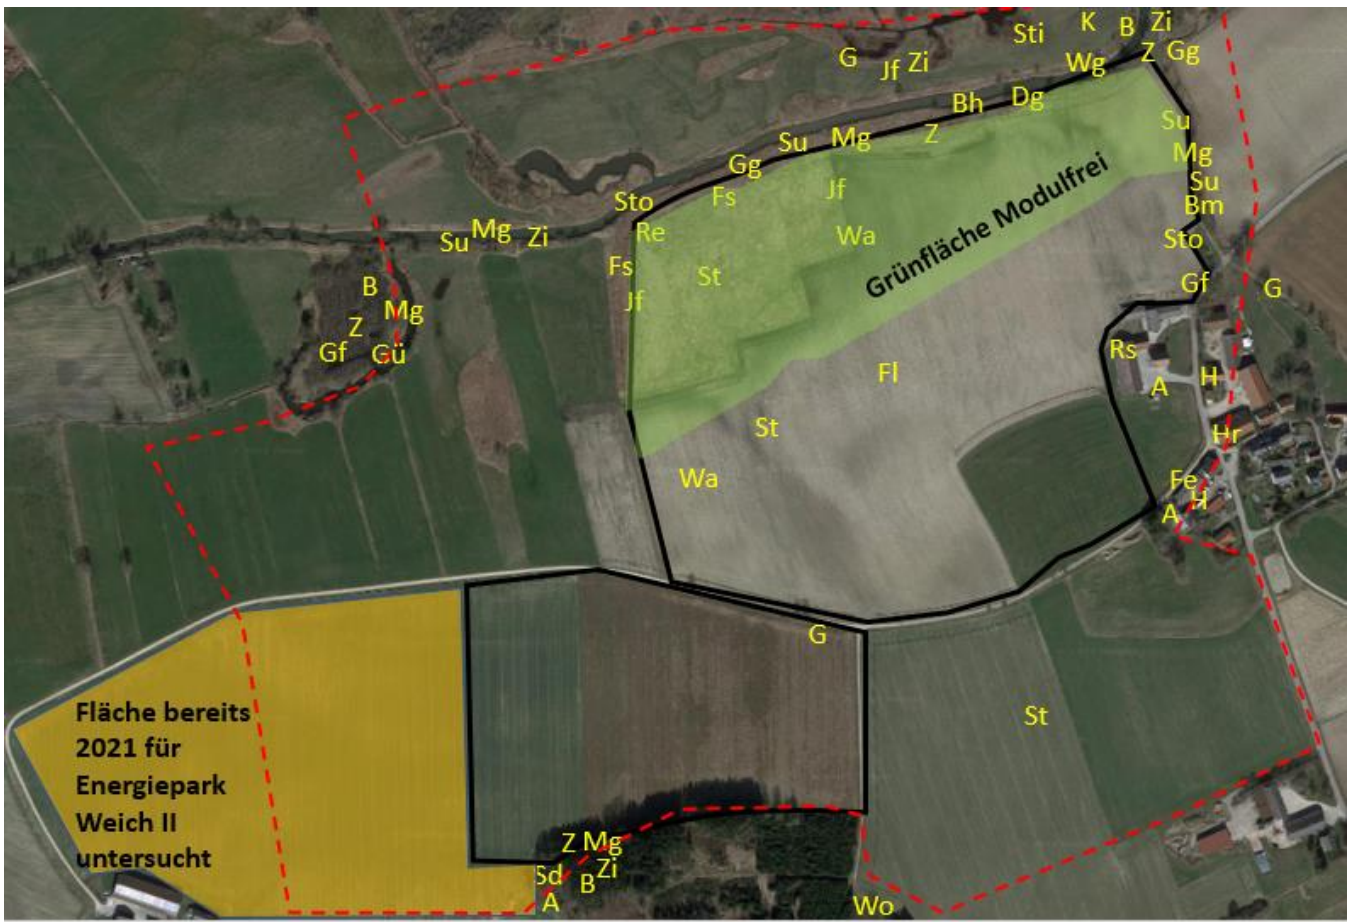 K
B
Zi
Sti
Z
Gg
G
Jf
Zi
Wg
Bh
Dg
Su
Su
Mg
Z
Mg
Gg
Jf
Su
Fs
Grünfläche Modulfrei
Bm
Sto
Re
Wa
Sto
Su
Mg
Zi
Fs
St
Gf
G
B
Jf
Mg
Z
Gf
Gü
Rs
Fl
A
H
St
Hr
Wa
Fe
H
A
G
Fläche bereits
2021 für
Energiepark
Weich II
untersucht
St
Z
Mg
Sd
B
Zi
A
Wo